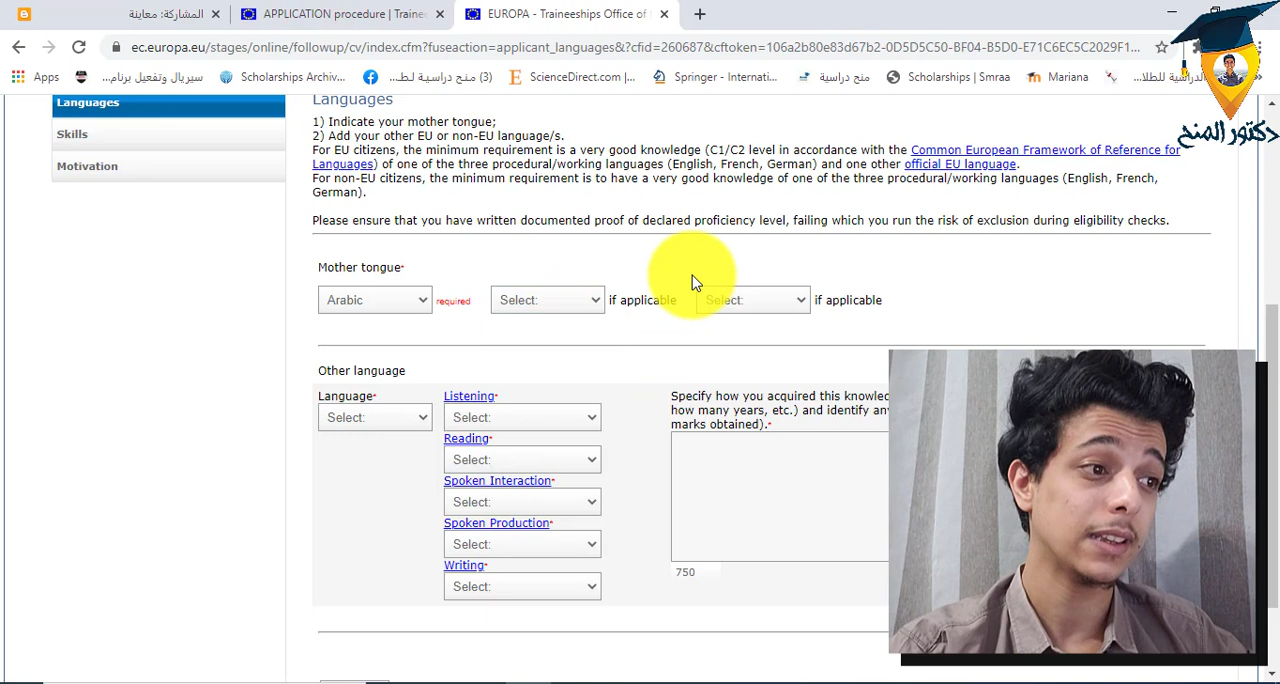 المشاركة: معاينة
APPLICATION procedure | Trainee
EUROPA - Traineeships Office of
ec.europa.eu/stages/online/followup/cv/index.cfm?fusection=applicant_languages&?cfid=260687&cftoken=106a2b80e83d67b2-0D5D5C50-BF04-B5D0-E71C6EC5C2029F1...
Apps
سيريال وتفعيل برنام...
Scholarships Archiv...
(3) منح دراسية لـطـ...
ScienceDirect.com |...
Springer - Internati...
منح دراسية
Scholarships | Smraa
Mariana
الدراسية للطلا...
دكتور المنح
Languages
Skills
Motivation
Languages
1) Indicate your mother tongue;
2) Add your other EU or non-EU language/s.
For EU citizens, the minimum requirement is a very good knowledge (C1/C2 level in accordance with the Common European Framework of Reference for
Languages) of one of the three procedural/working languages (English, French, German) and one other official EU language.
For non-EU citizens, the minimum requirement is to have a very good knowledge of one of the three procedural/working languages (English, French,
German).
Please ensure that you have written documented proof of declared proficiency level, failing which you run the risk of exclusion during eligibility checks.
Mother tongue*
Arabic required Select: if applicable Select: if applicable
Other language
Language*
Select:
Listening*
Select:
Reading*
Select:
Spoken Interaction*
Select:
Spoken Production*
Select:
Writing*
Select:
Specify how you acquired this knowled
how many years, etc.) and identify any
marks obtained).*
750